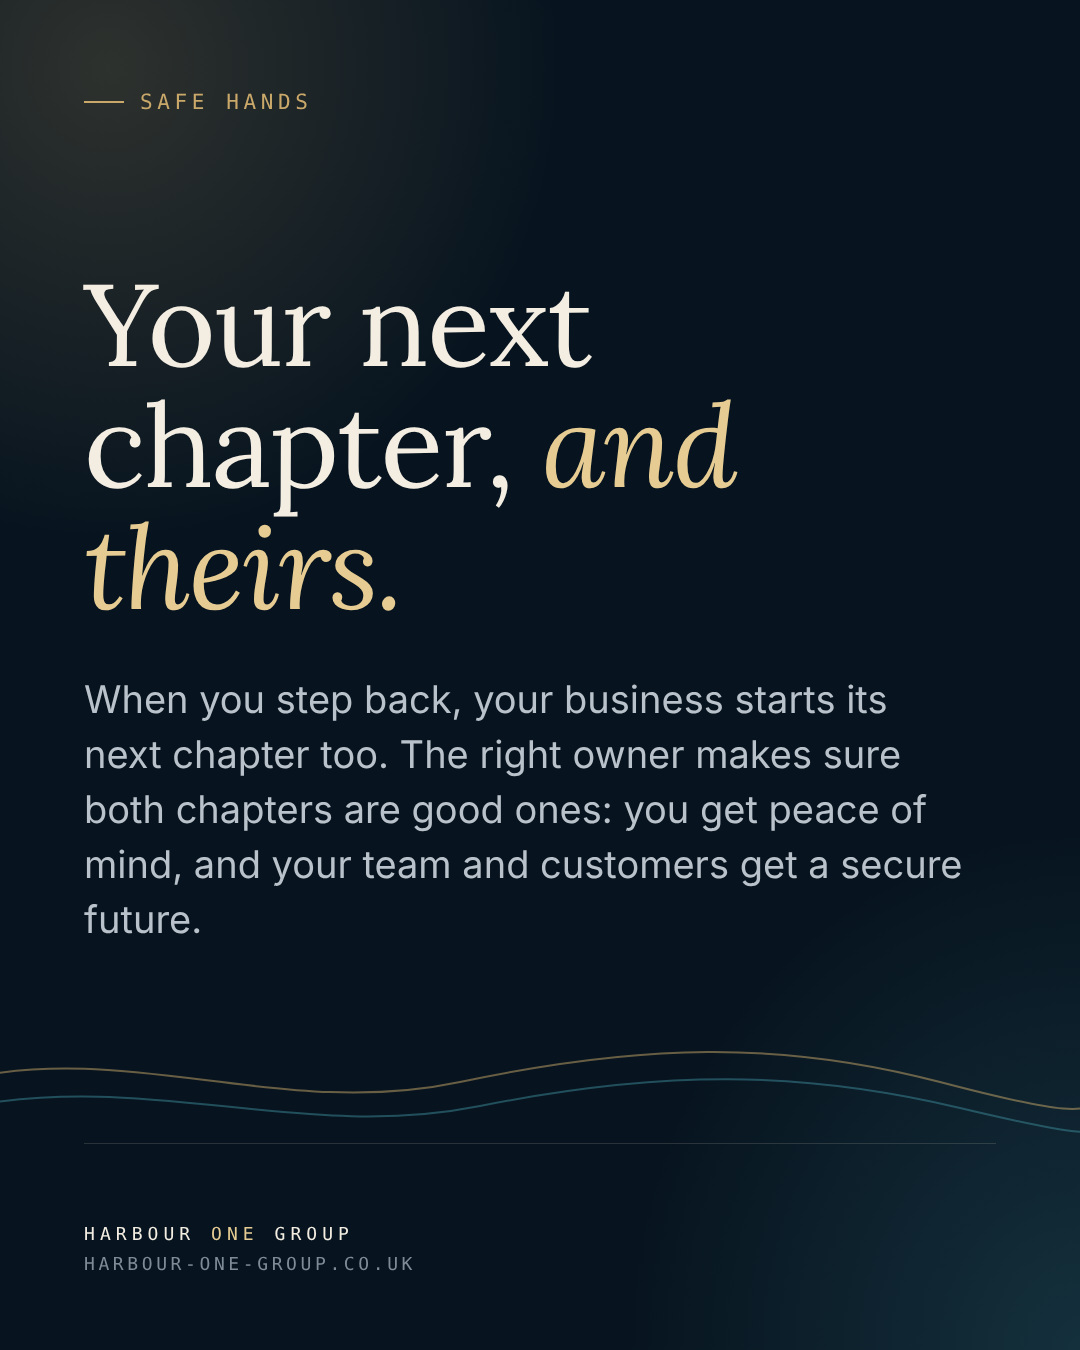 SAFE HANDS
Your next
chapter, and
theirs.
When you step back, your business starts its
next chapter too. The right owner makes sure
both chapters are good ones: you get peace of
mind, and your team and customers get a secure
future.
HARBOUR ONE GROUP
HARBOUR-ONE-GROUP.CO.UK